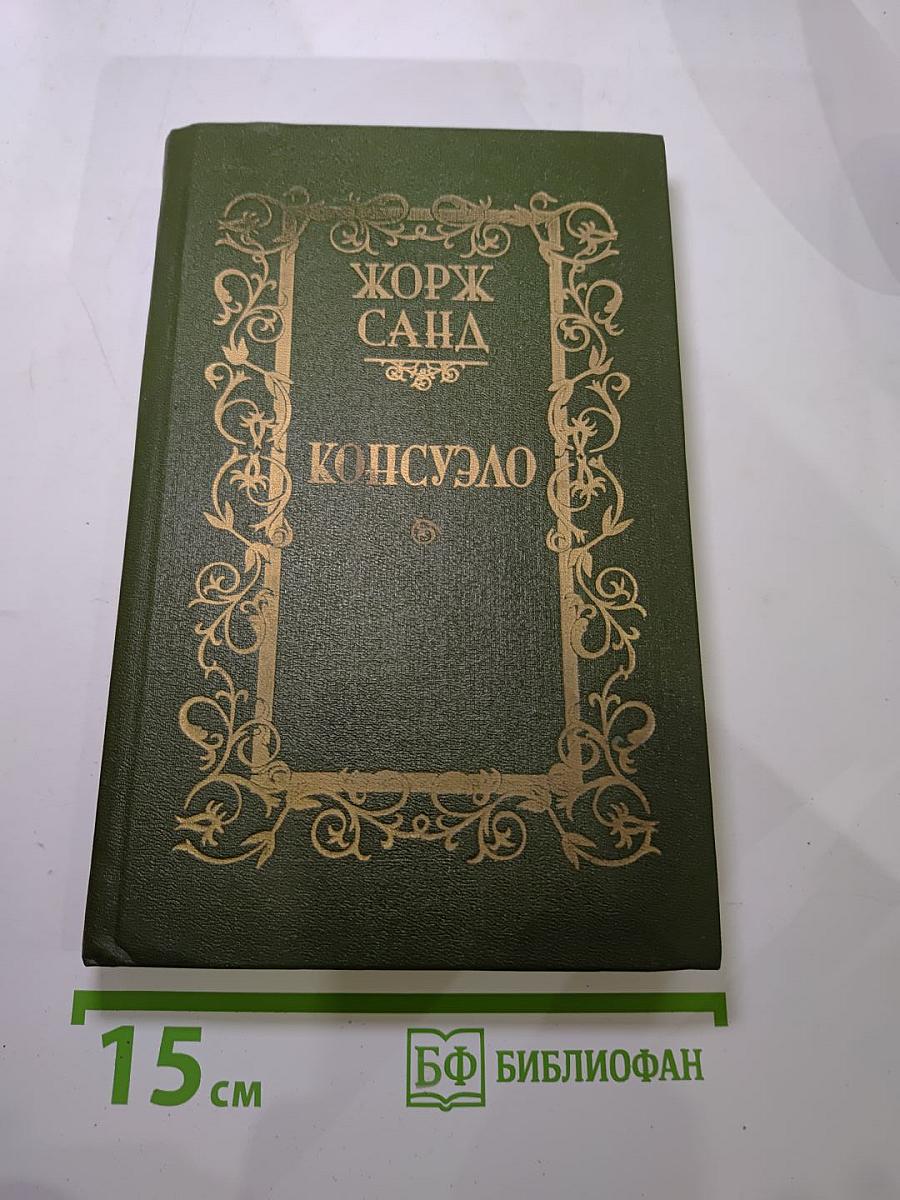 ЖОРЖ
САНД
КОНСУЭЛО
15 см
БФ БИБЛИОФАН